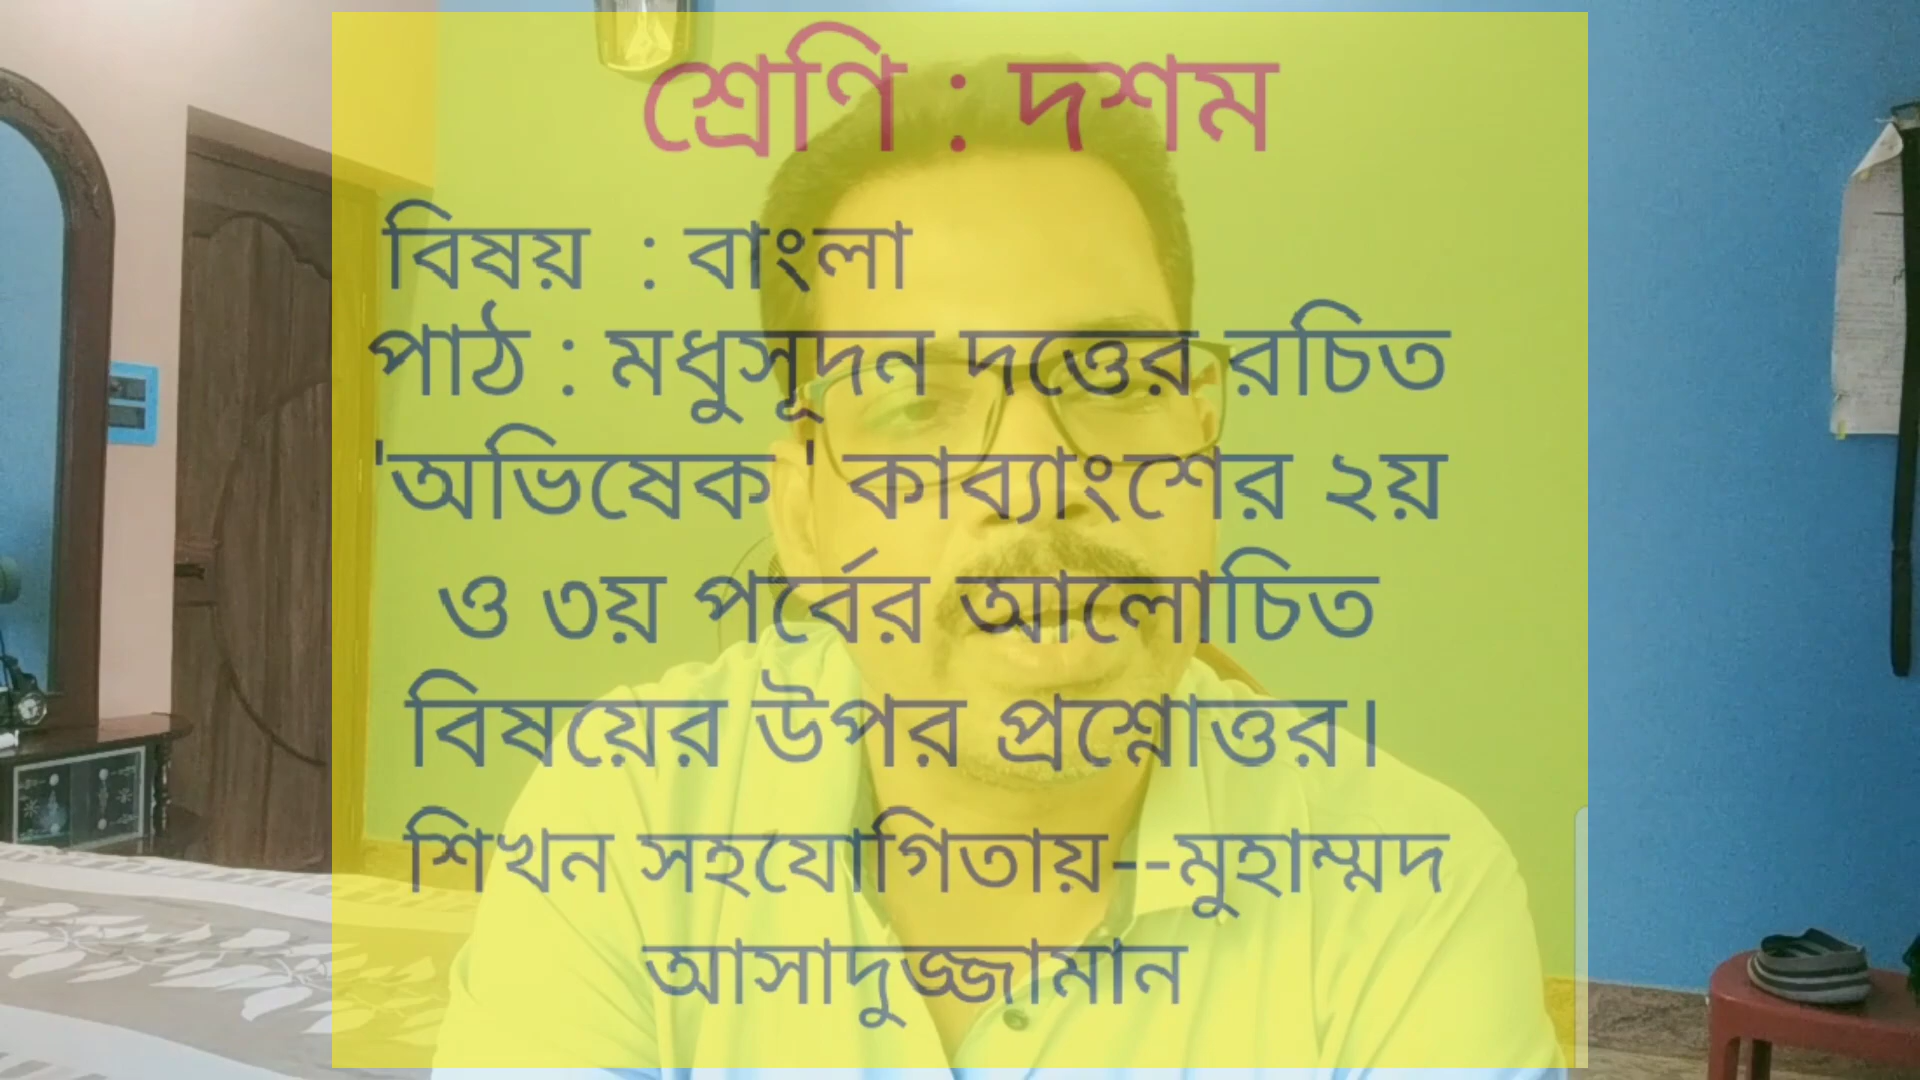 শ্রেণি : দশম
বিষয় : বাংলা
পাঠ : মধুসূদন দত্তের রচিত
'অভিষেক ' কাব্যাংশের ২য়
ও ৩য় পর্বের আলোচিত
বিষয়ের উপর প্রশ্নোত্তর।
শিখন সহযোগিতায়--মুহাম্মদ
আসাদুজ্জামান